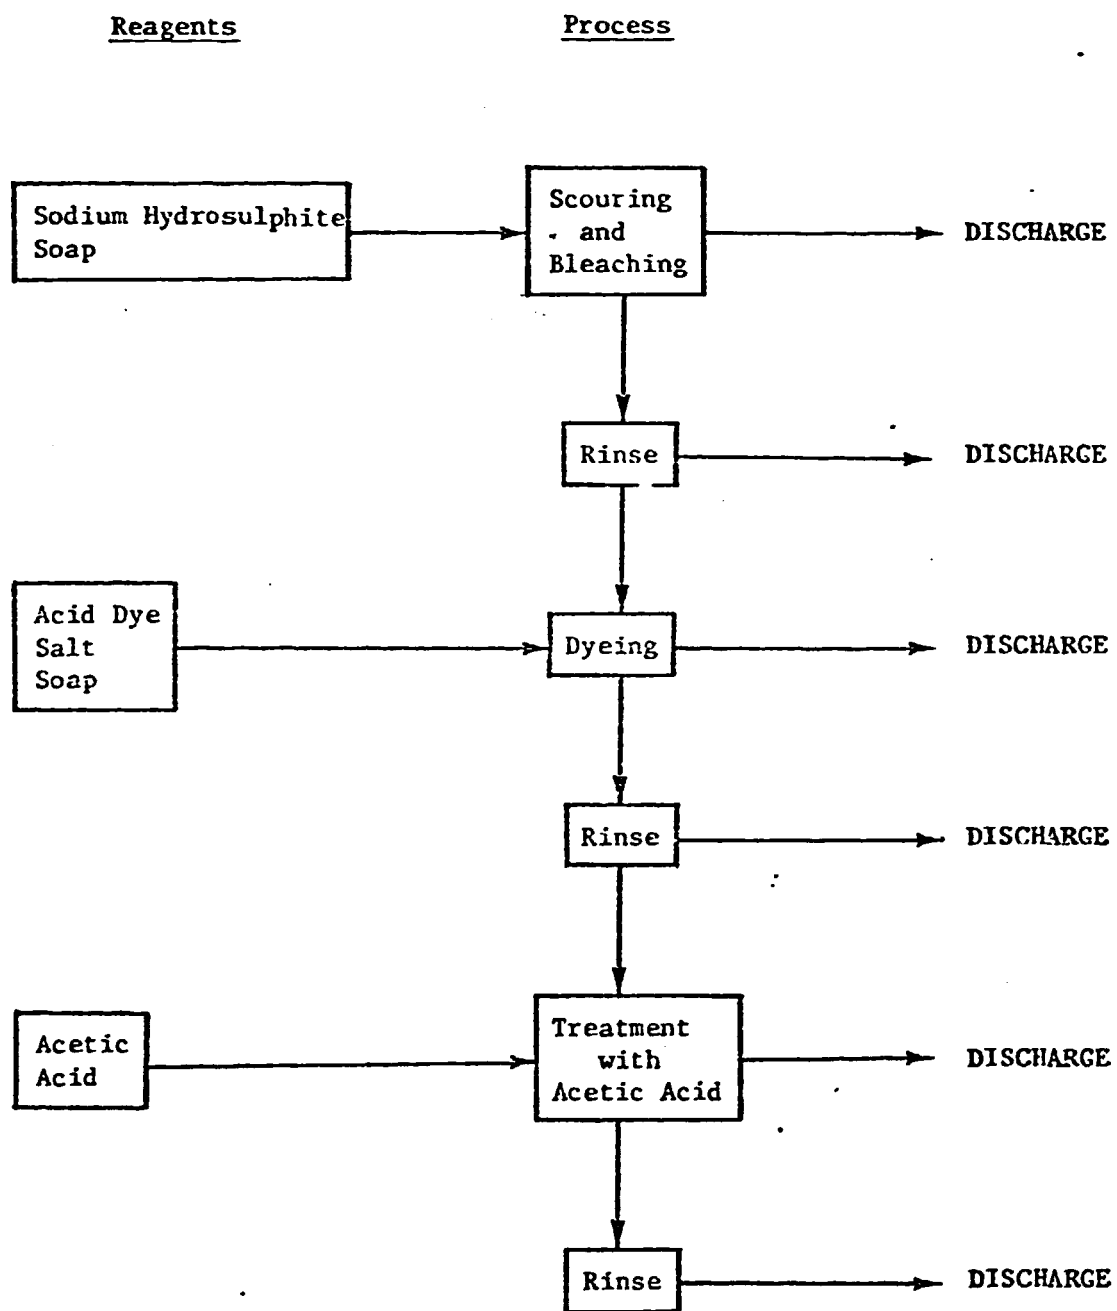 Reagents
Process
Sodium Hydrosulphite
Soap
Scouring
and
Bleaching
DISCHARGE
Rinse
DISCHARGE
Acid Dye
Salt
Soap
Dyeing
DISCHARGE
Rinse
DISCHARGE
Acetic
Acid
Treatment
with
Acetic Acid
DISCHARGE
Rinse
DISCHARGE